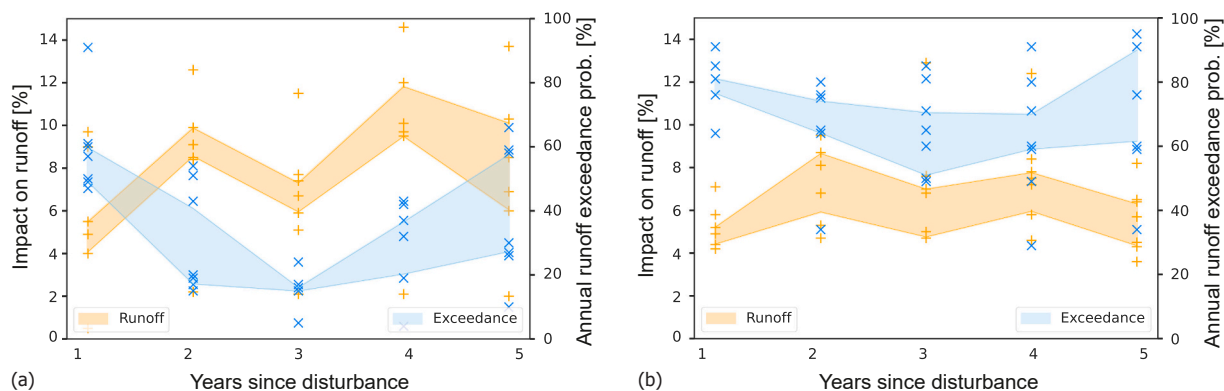 14
12
10
8
6
4
2
0
Impact on runoff [%]
100
80
60
40
20
0
Annual runoff exceedance prob. [%]
Runoff
Exceedance
1 2 3 4 5
Years since disturbance
(a)
14
12
10
8
6
4
2
0
Impact on runoff [%]
100
80
60
40
20
0
Annual runoff exceedance prob. [%]
Runoff
Exceedance
1 2 3 4 5
Years since disturbance
(b)